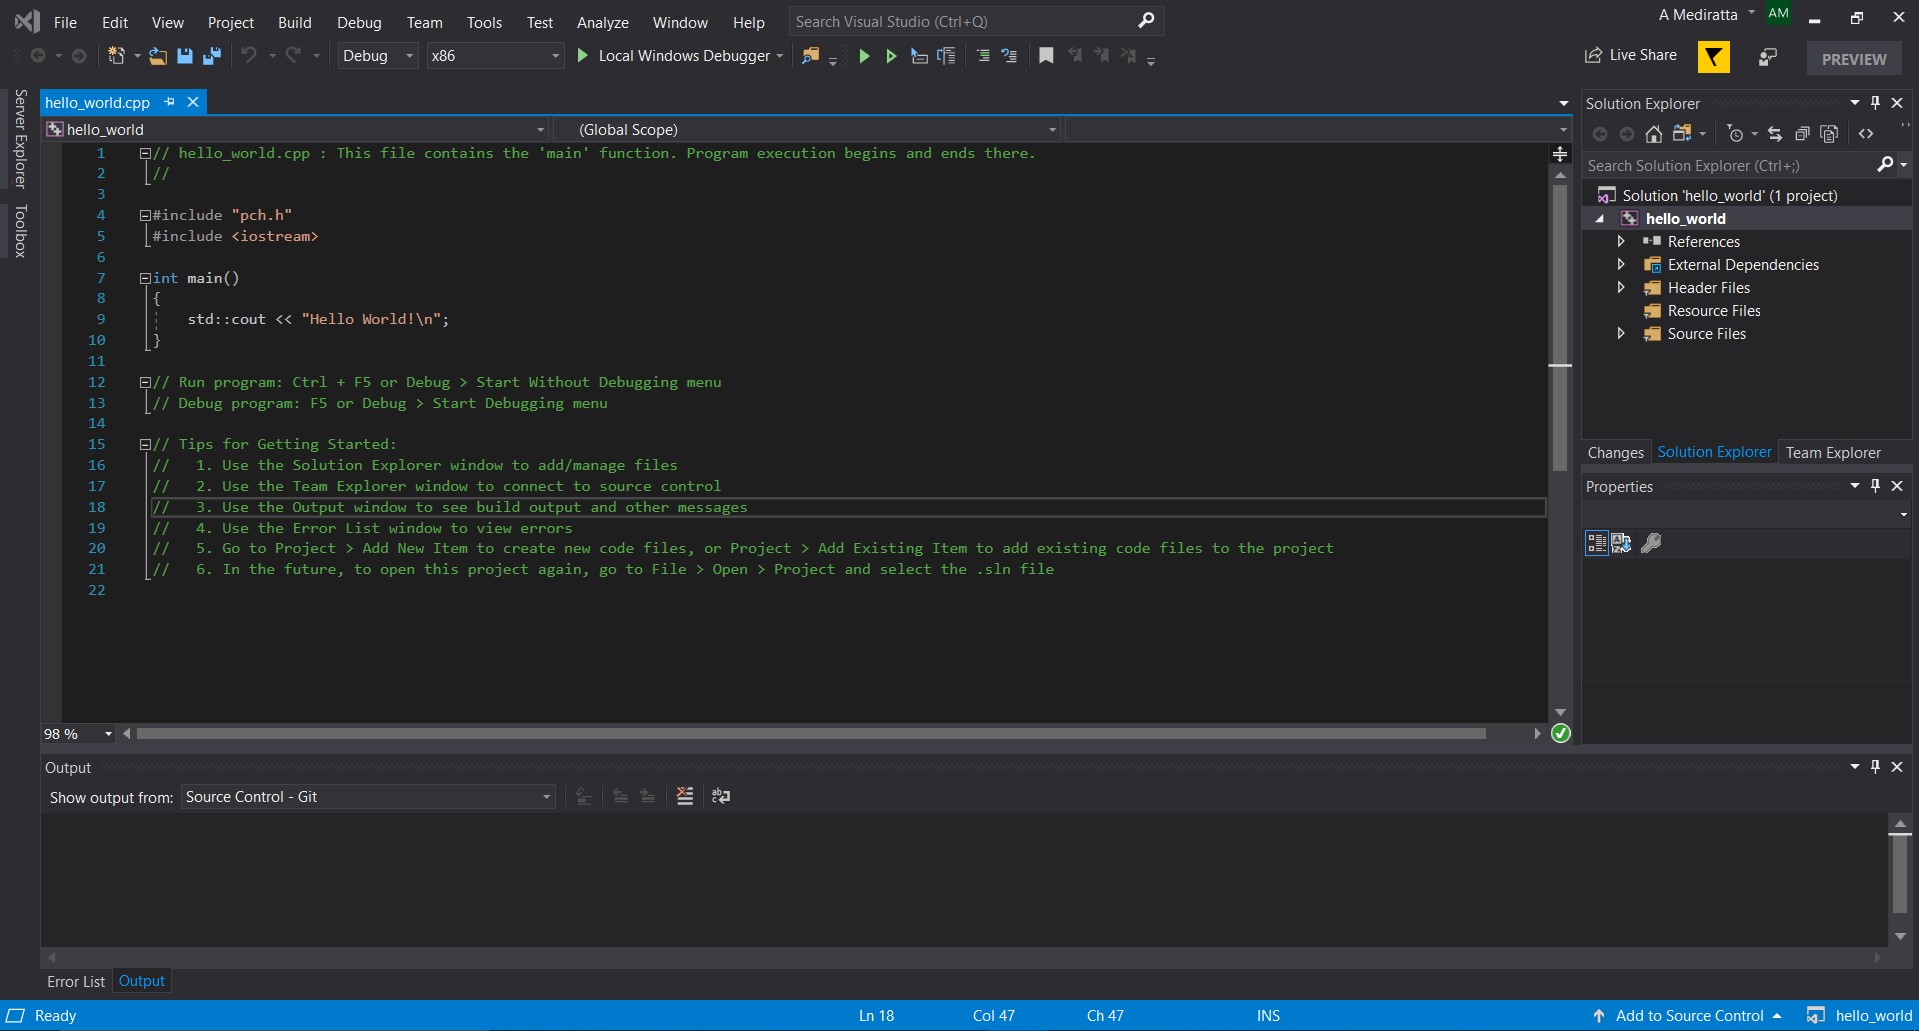 File Edit View Project Build Debug Team Tools Test Analyze Window Help Search Visual Studio (Ctrl+Q) A Mediratta AM
Debug x86 Local Windows Debugger Live Share PREVIEW
Server Explorer
Toolbox
hello_world.cpp
hello_world (Global Scope)
1 // hello_world.cpp : This file contains the 'main' function. Program execution begins and ends there.
2 //
3
4 #include "pch.h"
5 #include <iostream>
6
7 int main()
8 {
9 std::cout << "Hello World!\n";
10 }
11
12 // Run program: Ctrl + F5 or Debug > Start Without Debugging menu
13 // Debug program: F5 or Debug > Start Debugging menu
14
15 // Tips for Getting Started:
16 // 1. Use the Solution Explorer window to add/manage files
17 // 2. Use the Team Explorer window to connect to source control
18 // 3. Use the Output window to see build output and other messages
19 // 4. Use the Error List window to view errors
20 // 5. Go to Project > Add New Item to create new code files, or Project > Add Existing Item to add existing code files to the project
21 // 6. In the future, to open this project again, go to File > Open > Project and select the .sln file
22
98 %
Solution Explorer
Search Solution Explorer (Ctrl+;)
Solution 'hello_world' (1 project)
hello_world
References
External Dependencies
Header Files
Resource Files
Source Files
Changes Solution Explorer Team Explorer
Properties
Output
Show output from: Source Control - Git
Error List Output
Ready Ln 18 Col 47 Ch 47 INS Add to Source Control hello_world